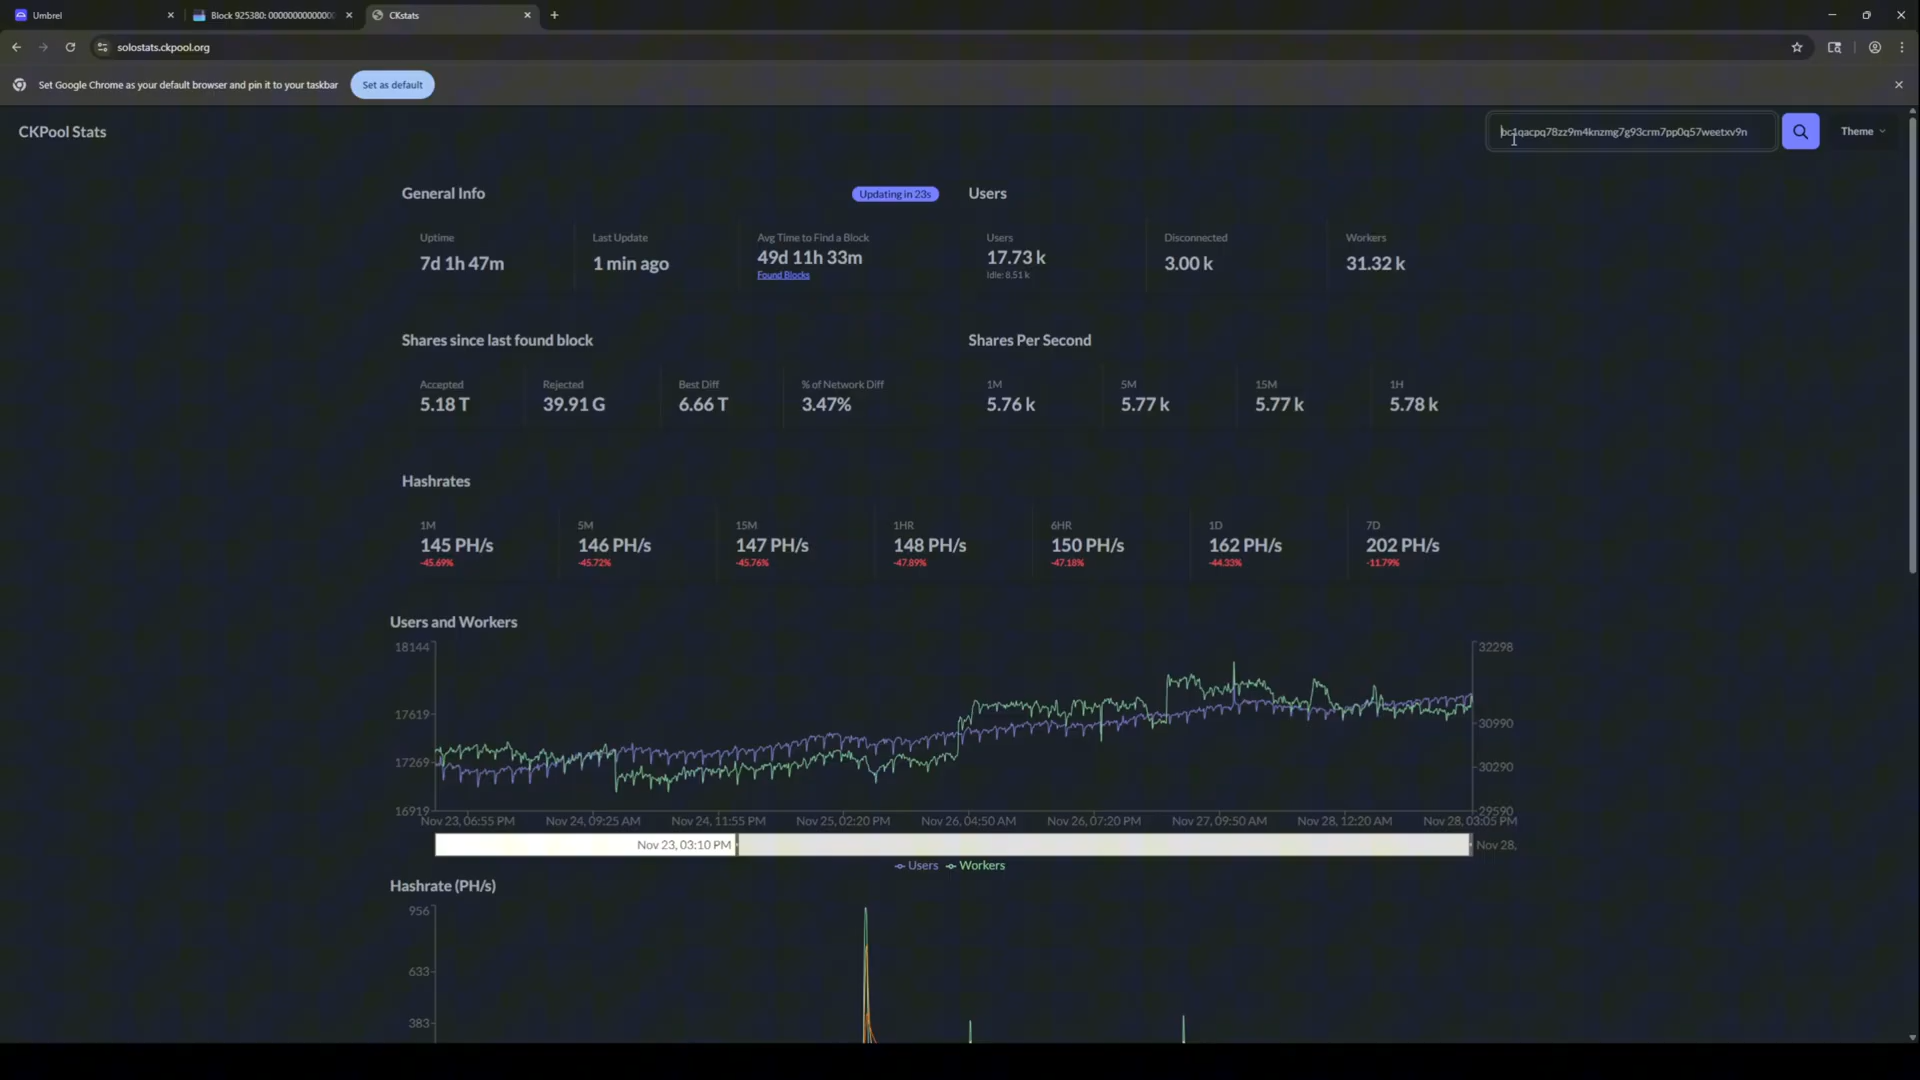 Umbrel
Block 925380: 0000000000000
CKstats
solostats.ckpool.org
Set Google Chrome as your default browser and pin it to your taskbar
Set as default
CKPool Stats
bc1qacpq78zz9m4knzmg7g93crm7pp0q57weetxv9n
Theme
General Info
Updating in 23s
Users
Uptime
Last Update
Avg Time to Find a Block
Users
Disconnected
Workers
7d 1h 47m
1 min ago
49d 11h 33m
17.73 k
3.00 k
31.32 k
Found Blocks
Idle: 8.51 k
Shares since last found block
Shares Per Second
Accepted
Rejected
Best Diff
% of Network Diff
1M
5M
15M
1H
5.18 T
39.91 G
6.66 T
3.47%
5.76 k
5.77 k
5.77 k
5.78 k
Hashrates
1M
5M
15M
1HR
6HR
1D
7D
145 PH/s
146 PH/s
147 PH/s
148 PH/s
150 PH/s
162 PH/s
202 PH/s
-45.69%
-45.72%
-45.76%
-47.89%
-47.18%
-44.33%
-11.79%
Users and Workers
18144
32298
17619
30990
17269
30290
16919
29590
Nov 23, 06:55 PM
Nov 24, 09:25 AM
Nov 24, 11:55 PM
Nov 25, 02:20 PM
Nov 26, 04:50 AM
Nov 26, 07:20 PM
Nov 27, 09:50 AM
Nov 28, 12:20 AM
Nov 28, 03:05 PM
Nov 23, 03:10 PM
Nov 28,
Users
Workers
Hashrate (PH/s)
956
633
383